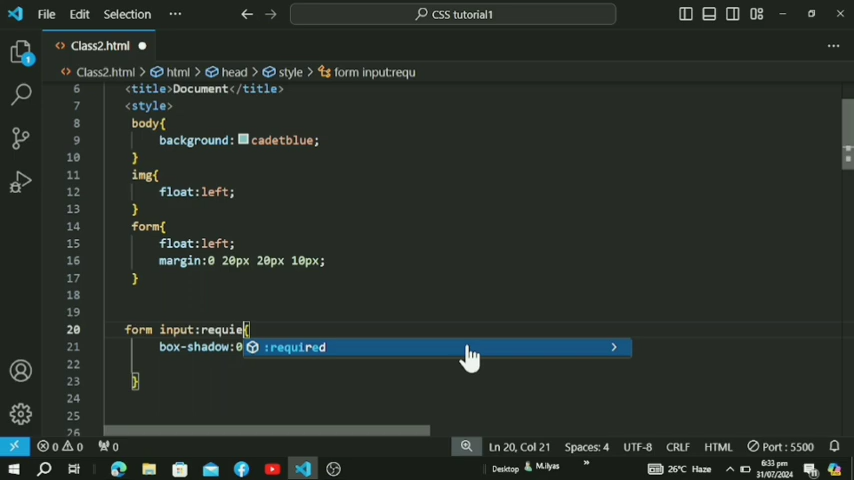 File Edit Selection ··· CSS tutorial1
Class2.html
Class2.html > html > head > style > form input:requ
6 <title>Document</title>
7 <style>
8 body{
9 background: cadetblue;
10 }
11 img{
12 float:left;
13 }
14 form{
15 float:left;
16 margin:0 20px 20px 10px;
17 }
18
19
20 form input:requie{
21 box-shadow:0 :required
22
23 }
24
25
26
1
0 0 0 Ln 20, Col 21 Spaces: 4 UTF-8 CRLF HTML Port : 5500
Desktop M.ilyas » 26°C Haze 6:33 pm
31/07/2024